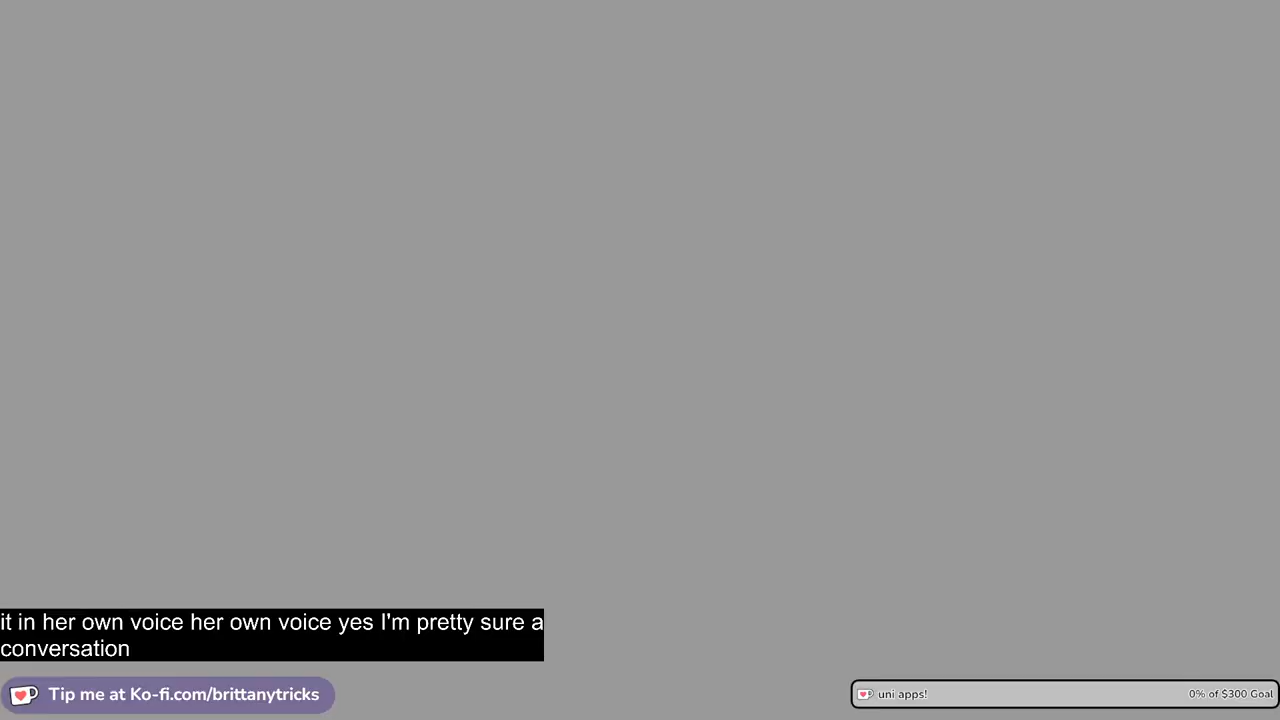 it in her own voice her own voice yes I'm pretty sure a
conversation
Tip me at Ko-fi.com/brittanytricks
uni apps!
0% of $300 Goal